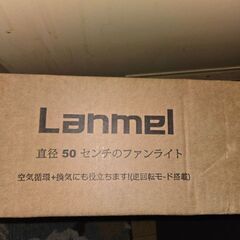 Lanmel
直径 50 センチのファンライト
空気循環+換気にも役立ちます!(逆回転モード搭載)